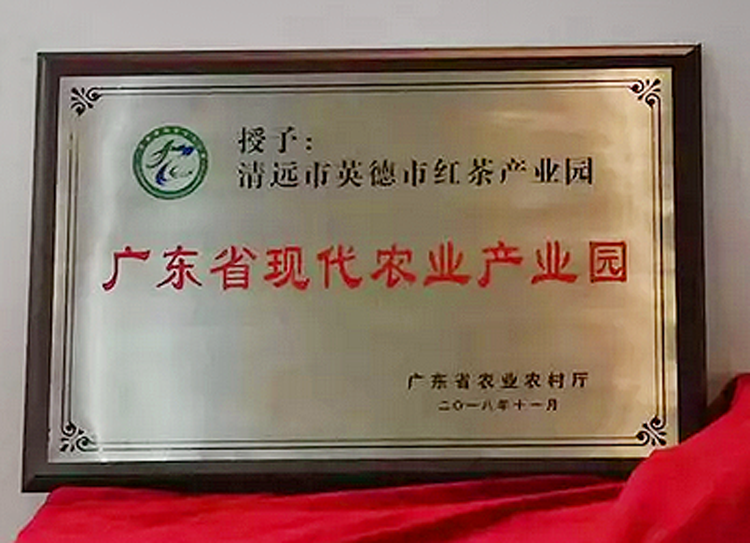 授予：
清远市英德市红茶产业园
广东省现代农业产业园
广东省农业农村厅
二〇一八年十一月